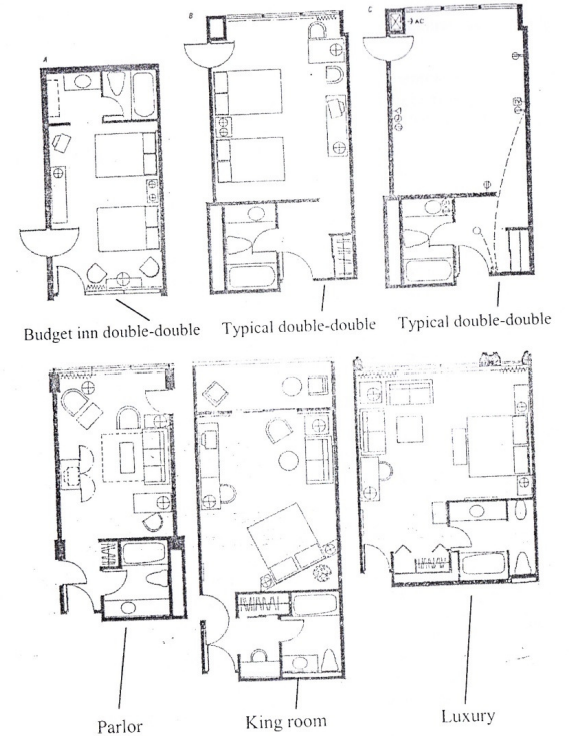 A
B
C
AC
Budget inn double-double
Typical double-double
Typical double-double
Parlor
King room
Luxury